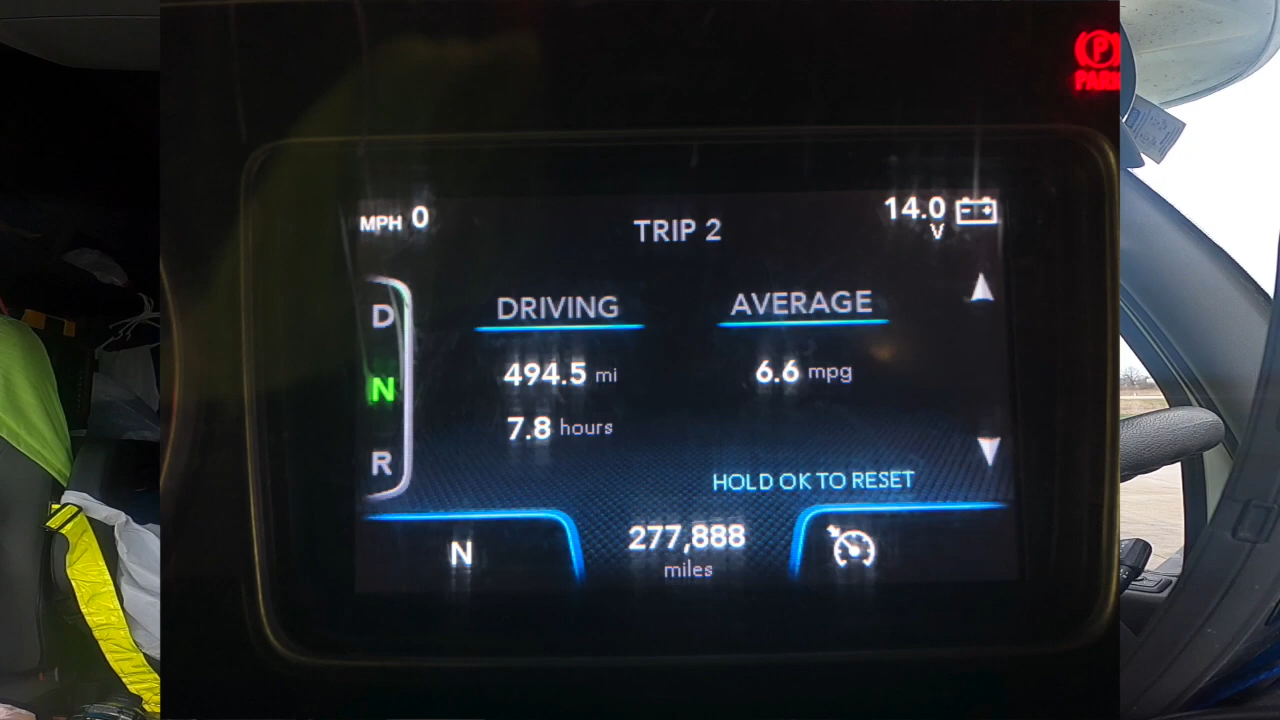 PARK
MPH 0
TRIP 2
14.0
V
D
N
R
DRIVING
AVERAGE
494.5 mi
6.6 mpg
7.8 hours
HOLD OK TO RESET
N
277,888
miles